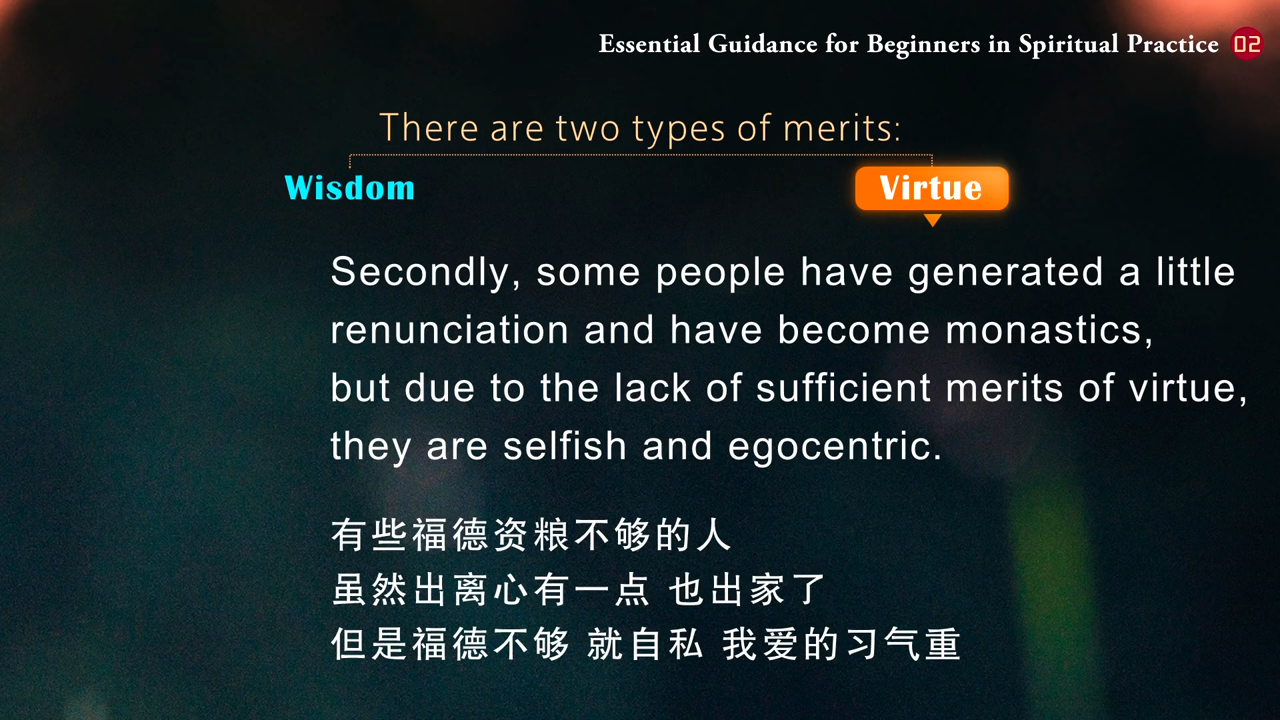 Essential Guidance for Beginners in Spiritual Practice 02
There are two types of merits:
Wisdom Virtue
Secondly, some people have generated a little
renunciation and have become monastics,
but due to the lack of sufficient merits of virtue,
they are selfish and egocentric.
有些福德资粮不够的人
虽然出离心有一点 也出家了
但是福德不够 就自私 我爱的习气重